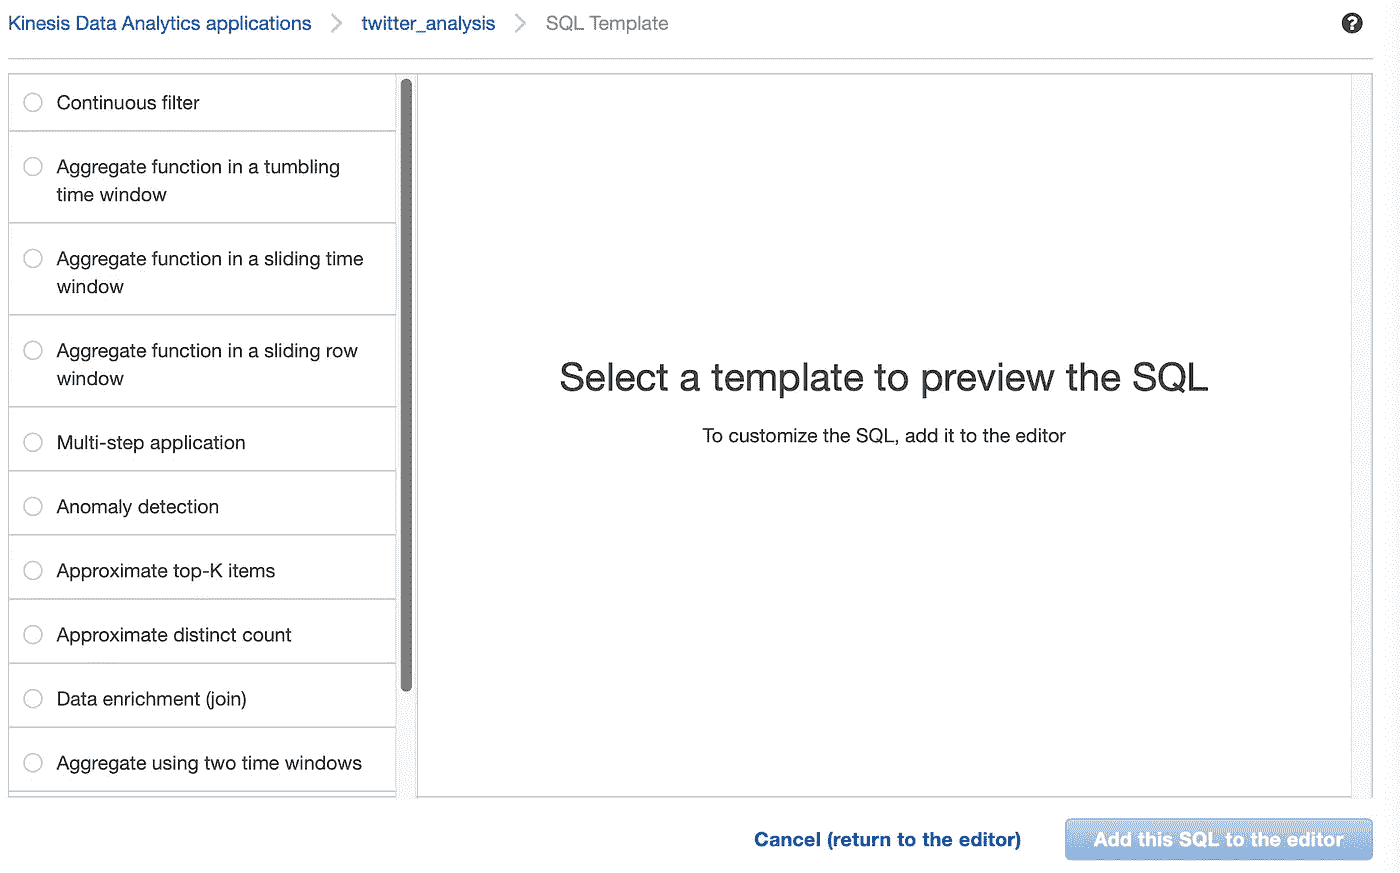 Kinesis Data Analytics applications > twitter_analysis > SQL Template ?
Continuous filter
Aggregate function in a tumbling
time window
Aggregate function in a sliding time
window
Aggregate function in a sliding row
window
Multi-step application
Anomaly detection
Approximate top-K items
Approximate distinct count
Data enrichment (join)
Aggregate using two time windows
Select a template to preview the SQL
To customize the SQL, add it to the editor
Cancel (return to the editor)
Add this SQL to the editor